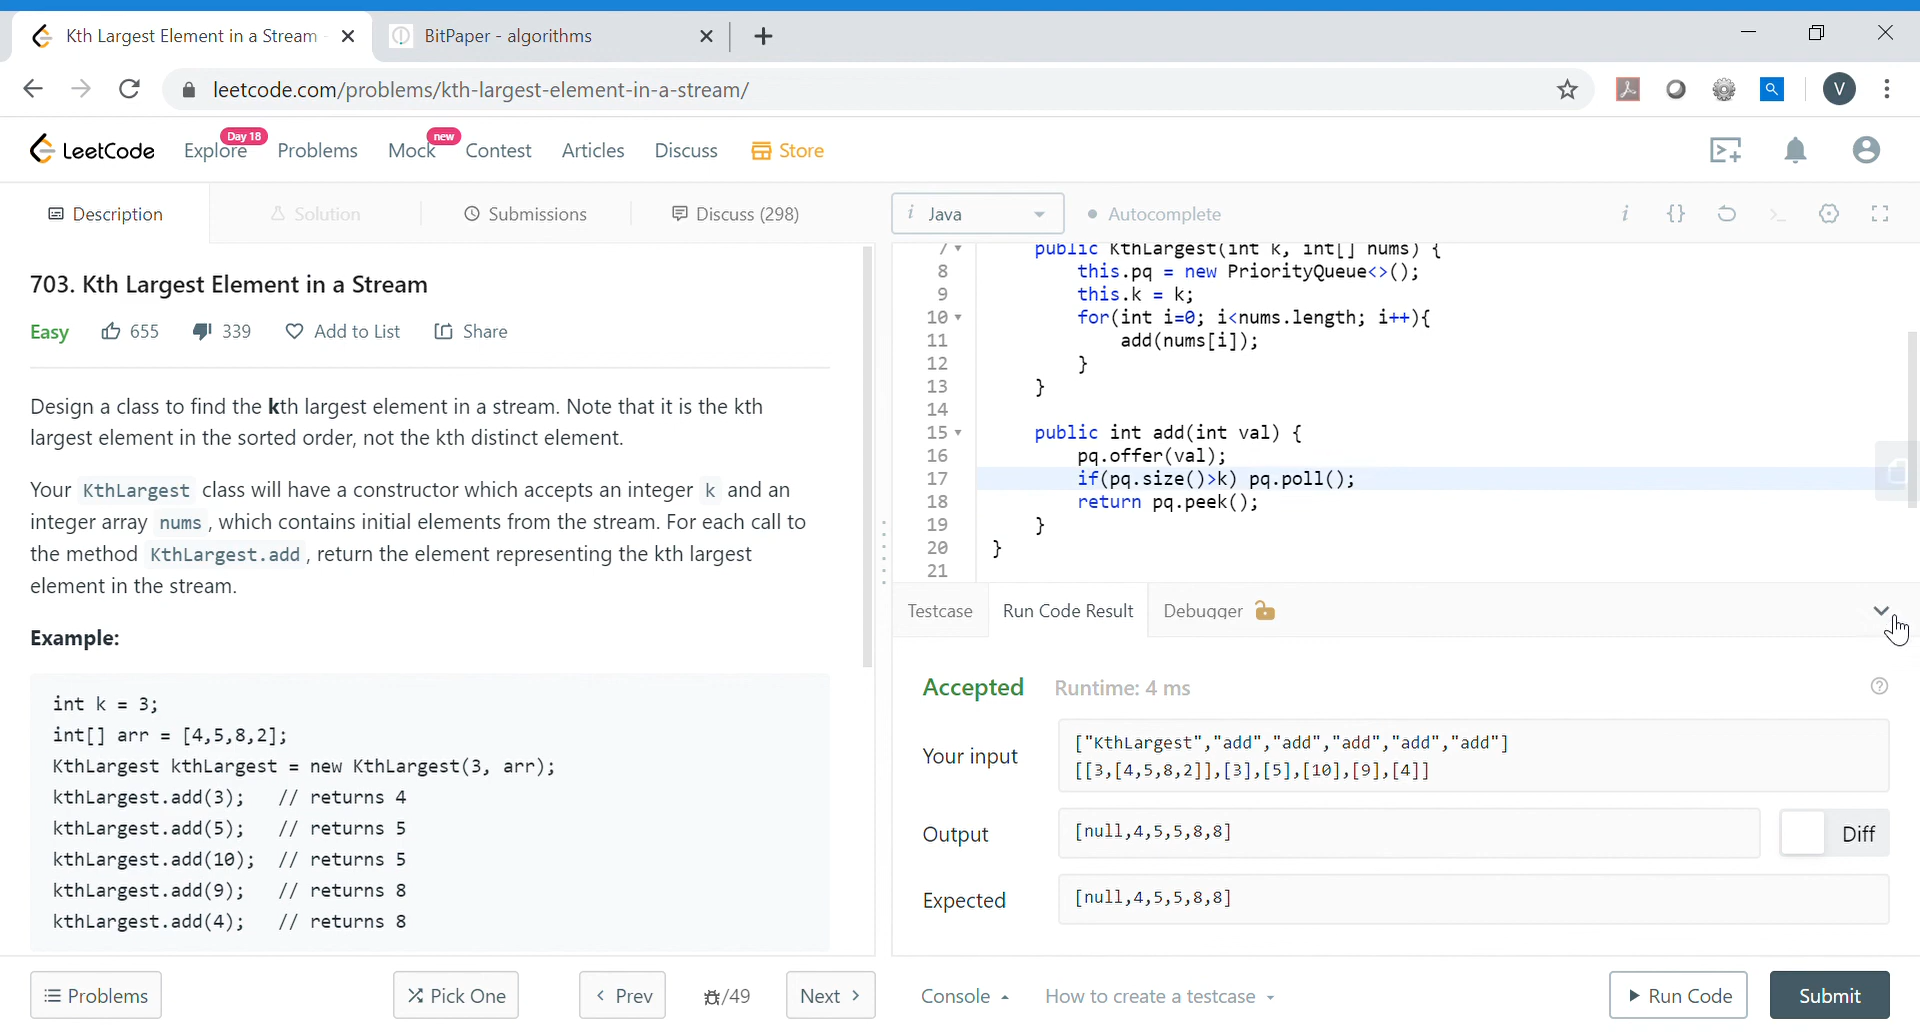 Kth Largest Element in a Stream
BitPaper - algorithms
leetcode.com/problems/kth-largest-element-in-a-stream/
V
LeetCode
Explore
Day 18
Problems
Mock
new
Contest
Articles
Discuss
Store
Description
Solution
Submissions
Discuss (298)
i Java
Autocomplete
i {}
703. Kth Largest Element in a Stream
Easy 655 339 Add to List Share
Design a class to find the kth largest element in a stream. Note that it is the kth
largest element in the sorted order, not the kth distinct element.
Your KthLargest class will have a constructor which accepts an integer k and an
integer array nums , which contains initial elements from the stream. For each call to
the method KthLargest.add , return the element representing the kth largest
element in the stream.
Example:
int k = 3;
int[] arr = [4,5,8,2];
KthLargest kthLargest = new KthLargest(3, arr);
kthLargest.add(3);   // returns 4
kthLargest.add(5);   // returns 5
kthLargest.add(10);  // returns 5
kthLargest.add(9);   // returns 8
kthLargest.add(4);   // returns 8
7 public KthLargest(int k, int[] nums) {
8 this.pq = new PriorityQueue<>();
9 this.k = k;
10 for(int i=0; i<nums.length; i++){
11 add(nums[i]);
12 }
13 }
14
15 public int add(int val) {
16 pq.offer(val);
17 if(pq.size()>k) pq.poll();
18 return pq.peek();
19 }
20 }
21
Testcase
Run Code Result
Debugger
Accepted Runtime: 4 ms
Your input
["KthLargest","add","add","add","add","add"]
[[3,[4,5,8,2]],[3],[5],[10],[9],[4]]
Output
[null,4,5,5,8,8]
Diff
Expected
[null,4,5,5,8,8]
Problems
Pick One
< Prev
/49
Next >
Console
How to create a testcase
Run Code
Submit